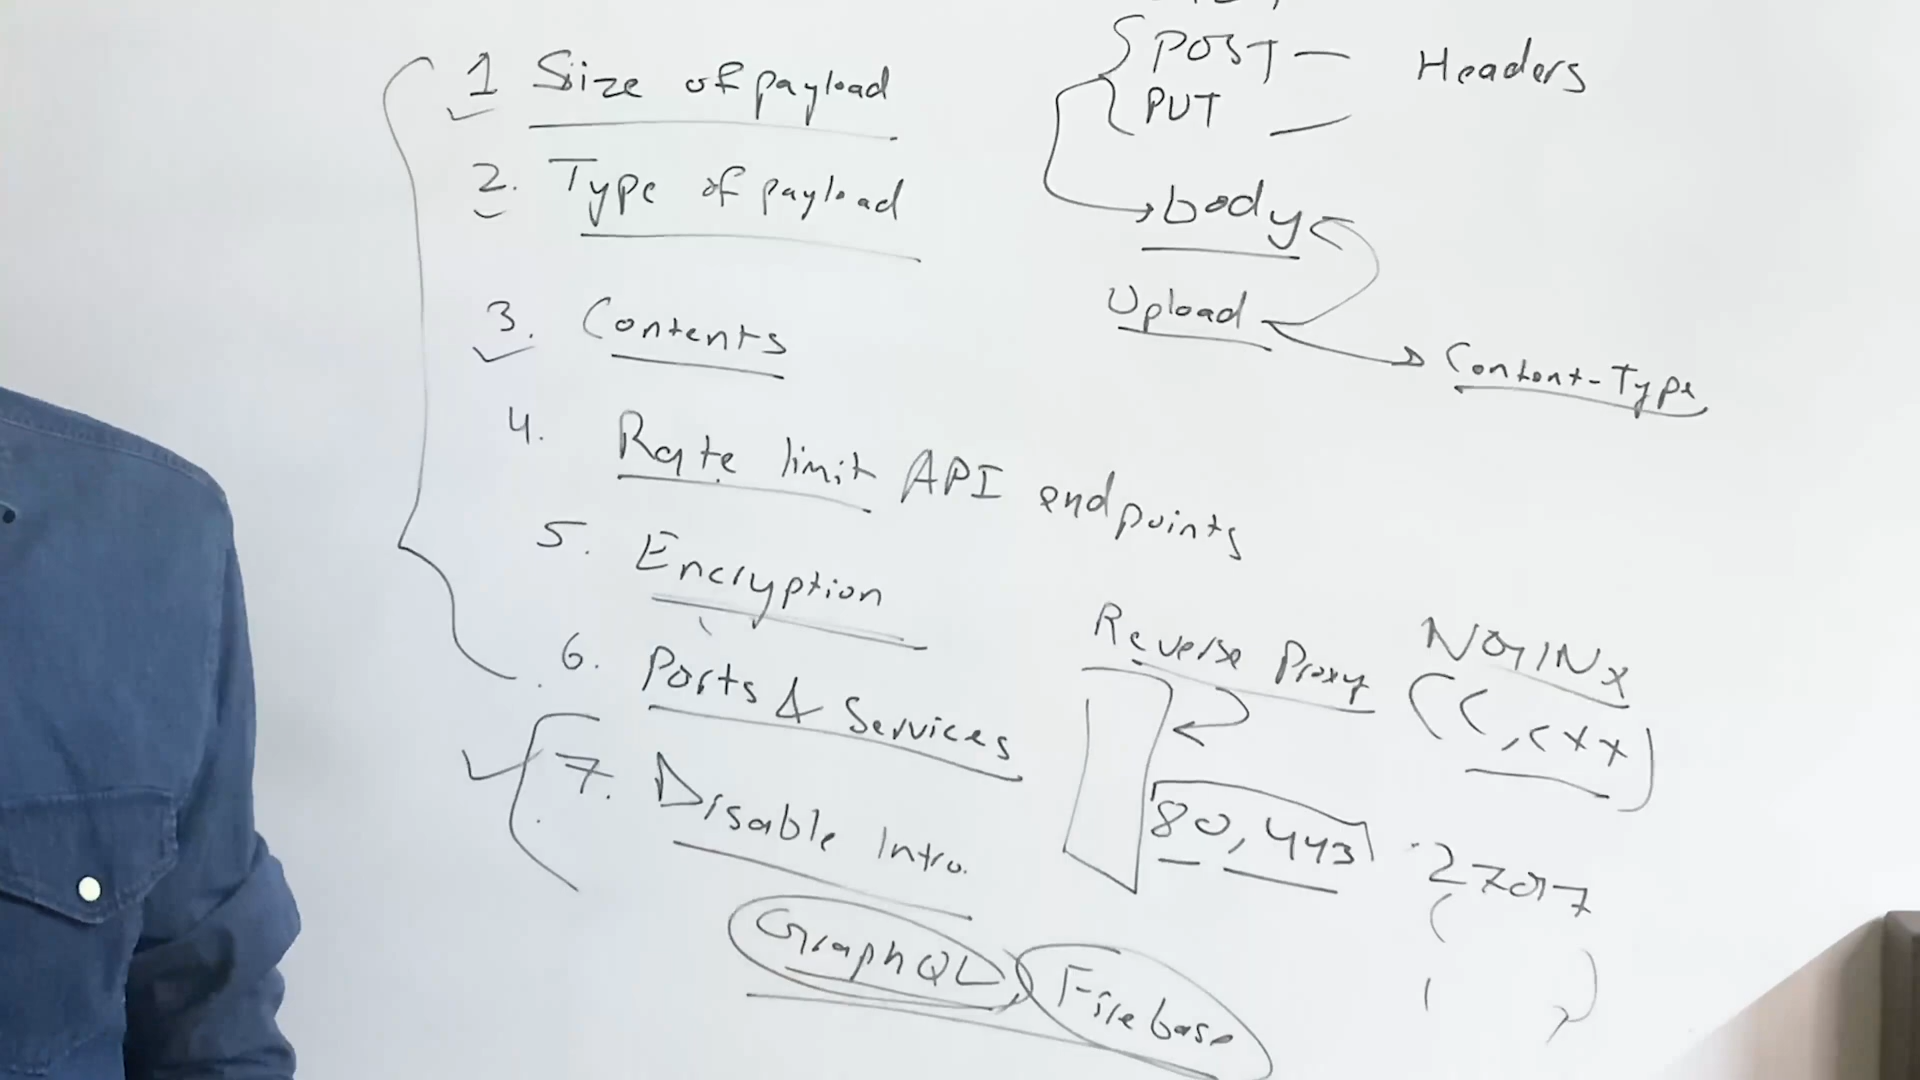 1 Size of payload
2. Type of payload
3. Contents
4. Rate limit API endpoints
5. Encryption
6. Ports & Services
7. Disable Intro.
GraphQL, Firebase
POST — Headers
PUT —
body
Upload
Content-Type
Reverse Proxy NGINX
(C, CXX)
80, 443 27017